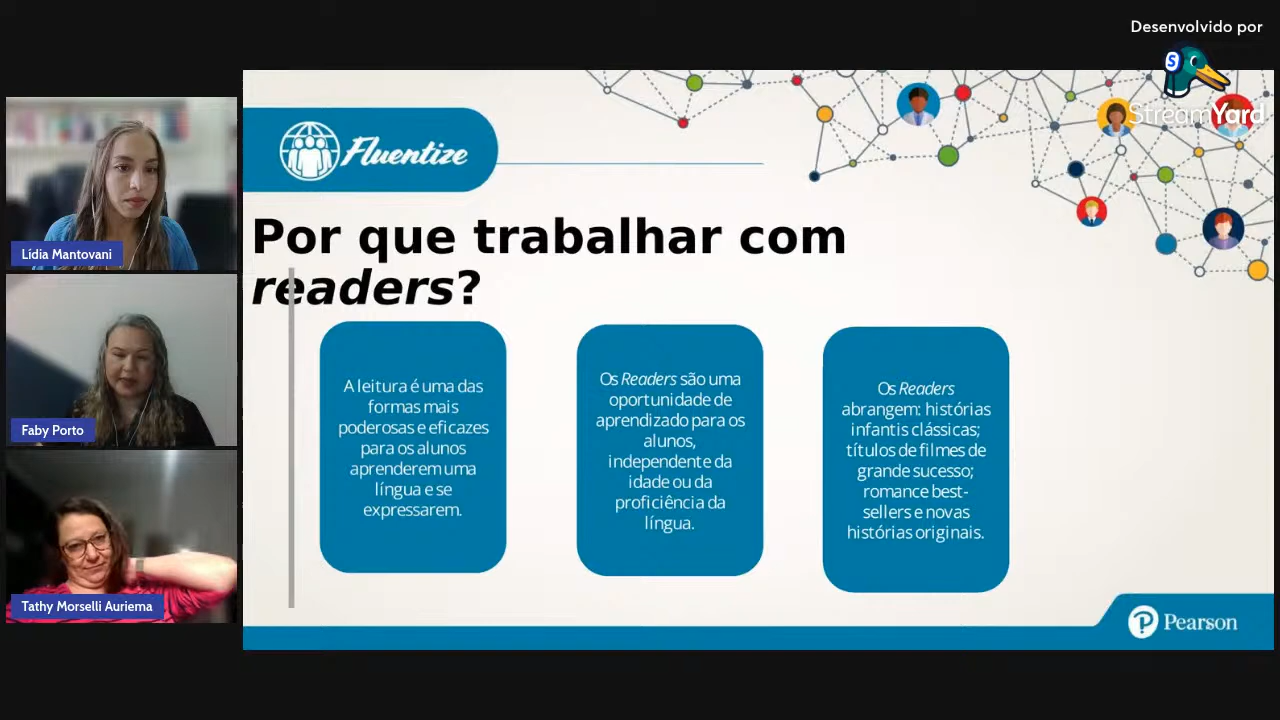 Desenvolvido por
S
StreamYard
Fluentize
Por que trabalhar com
readers?
A leitura é uma das
formas mais
poderosas e eficazes
para os alunos
aprenderem uma
língua e se
expressarem.
Os Readers são uma
oportunidade de
aprendizado para os
alunos,
independente da
idade ou da
proficiência da
língua.
Os Readers
abrangem: histórias
infantis clássicas;
títulos de filmes de
grande sucesso;
romance best-
sellers e novas
histórias originais.
Lídia Mantovani
Faby Porto
Tathy Morselli Auriema
P Pearson